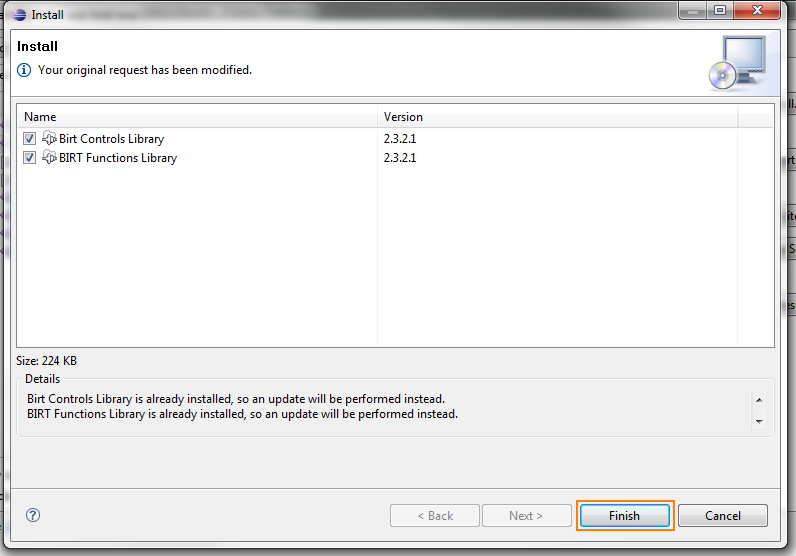 Install
Install
Your original request has been modified.
Name Version
Birt Controls Library 2.3.2.1
BIRT Functions Library 2.3.2.1
Size: 224 KB
Details
Birt Controls Library is already installed, so an update will be performed instead.
BIRT Functions Library is already installed, so an update will be performed instead.
< Back Next > Finish Cancel